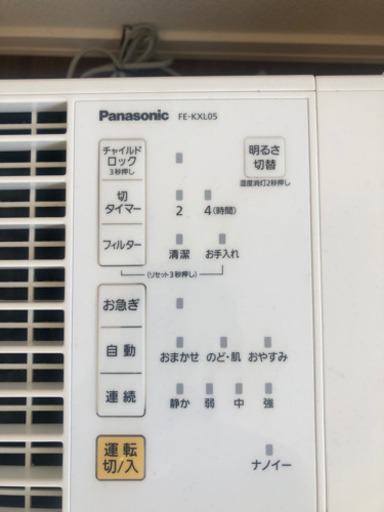 Panasonic FE-KXL05
チャイルド
ロック
3秒押し
明るさ
切替
湿度消灯2秒押し
切
タイマー
2 4(時間)
フィルター
清潔 お手入れ
(リセット3秒押し)
お急ぎ
自動
おまかせ のど・肌 おやすみ
連続
静か 弱 中 強
運転
切/入
ナノイー